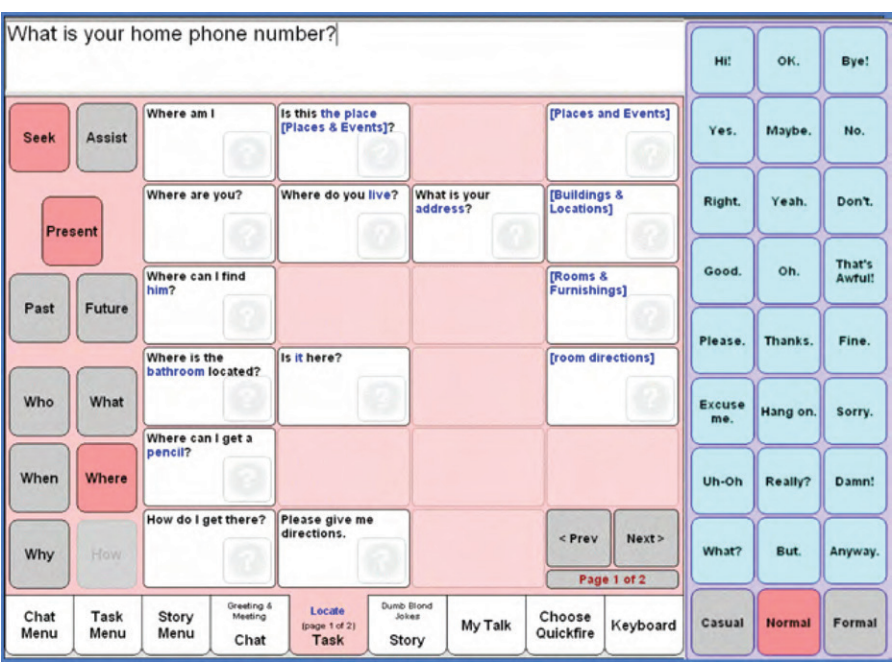 What is your home phone number?
Seek
Assist
Present
Past
Future
Who
What
When
Where
Why
How
Where am I
Is this the place
[Places & Events]?
[Places and Events]
Where are you?
Where do you live?
What is your
address?
[Buildings &
Locations]
Where can I find
him?
[Rooms &
Furnishings]
Where is the
bathroom located?
Is it here?
[room directions]
Where can I get a
pencil?
How do I get there?
Please give me
directions.
< Prev
Next >
Page 1 of 2
Chat
Menu
Task
Menu
Story
Menu
Greeting &
Meeting
Chat
Locate
(page 1 of 2)
Task
Dumb Blond
Jokes
Story
My Talk
Choose
Quickfire
Keyboard
Hi!
OK.
Bye!
Yes.
Maybe.
No.
Right.
Yeah.
Don't.
Good.
Oh.
That's
Awful!
Please.
Thanks.
Fine.
Excuse
me.
Hang on.
Sorry.
Uh-Oh
Really?
Damn!
What?
But.
Anyway.
Casual
Normal
Formal